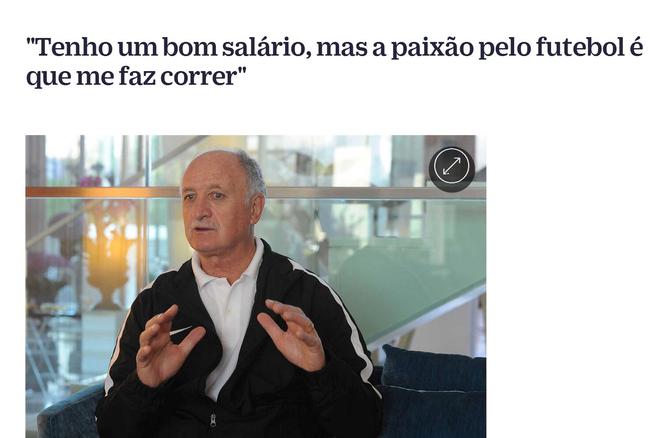 "Tenho um bom salário, mas a paixão pelo futebol é
que me faz correr"